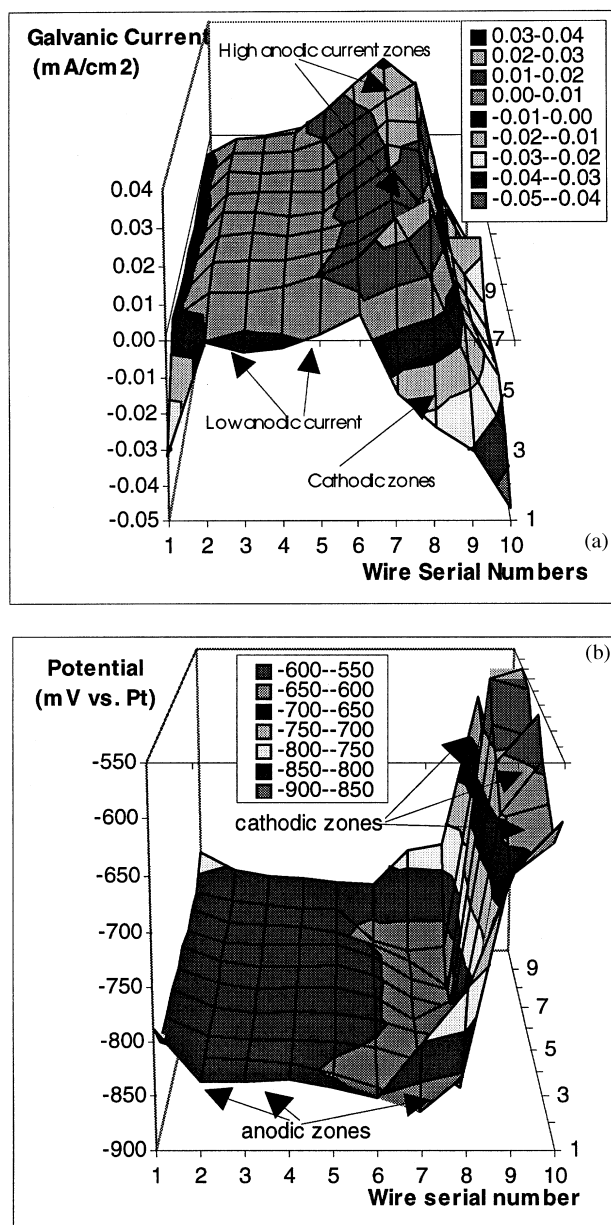 Galvanic Current
(mA/cm2)
High anodic current zones
0.03-0.04
0.02-0.03
0.01-0.02
0.00-0.01
-0.01-0.00
-0.02--0.01
-0.03--0.02
-0.04--0.03
-0.05--0.04
0.04
0.03
0.02
0.01
0.00
-0.01
-0.02
-0.03
-0.04
-0.05
9
7
5
3
1
Low anodic current
Cathodic zones
1 2 3 4 5 6 7 8 9 10
(a)
Wire Serial Numbers
(b)
Potential
(mV vs. Pt)
-600--550
-650--600
-700--650
-750--700
-800--750
-850--800
-900--850
-550
-600
-650
-700
-750
-800
-850
-900
cathodic zones
9
7
5
3
1
anodic zones
1 2 3 4 5 6 7 8 9 10
Wire serial number